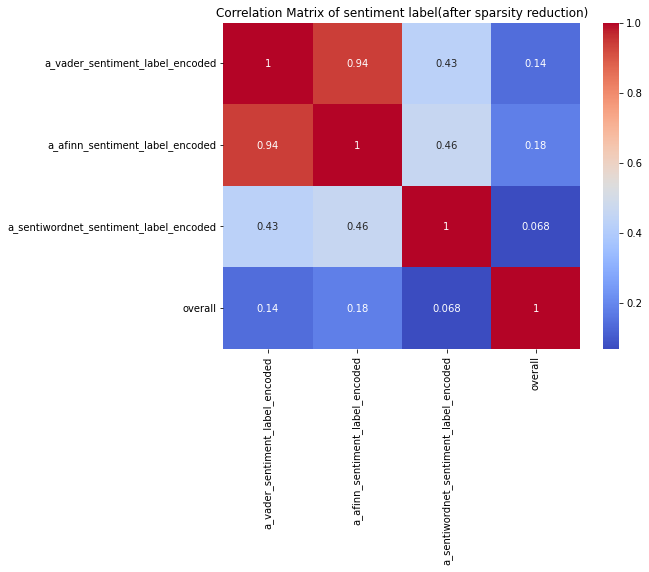 Correlation Matrix of sentiment label(after sparsity reduction)
a_vader_sentiment_label_encoded
1
0.94
0.43
0.14
a_afinn_sentiment_label_encoded
0.94
1
0.46
0.18
a_sentiwordnet_sentiment_label_encoded
0.43
0.46
1
0.068
overall
0.14
0.18
0.068
1
a_vader_sentiment_label_encoded
a_afinn_sentiment_label_encoded
a_sentiwordnet_sentiment_label_encoded
overall
1.0
0.8
0.6
0.4
0.2